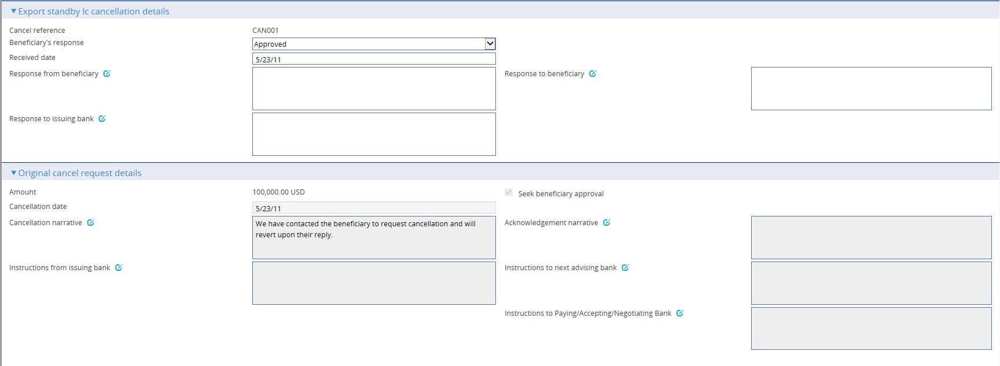 Export standby lc cancellation details
Cancel reference CAN001
Beneficiary's response Approved
Received date 5/23/11
Response from beneficiary Response to beneficiary
Response to issuing bank
Original cancel request details
Amount 100,000.00 USD Seek beneficiary approval
Cancellation date 5/23/11
Cancellation narrative We have contacted the beneficiary to request cancellation and will
revert upon their reply.
Acknowledgement narrative
Instructions from issuing bank Instructions to next advising bank
Instructions to Paying/Accepting/Negotiating Bank